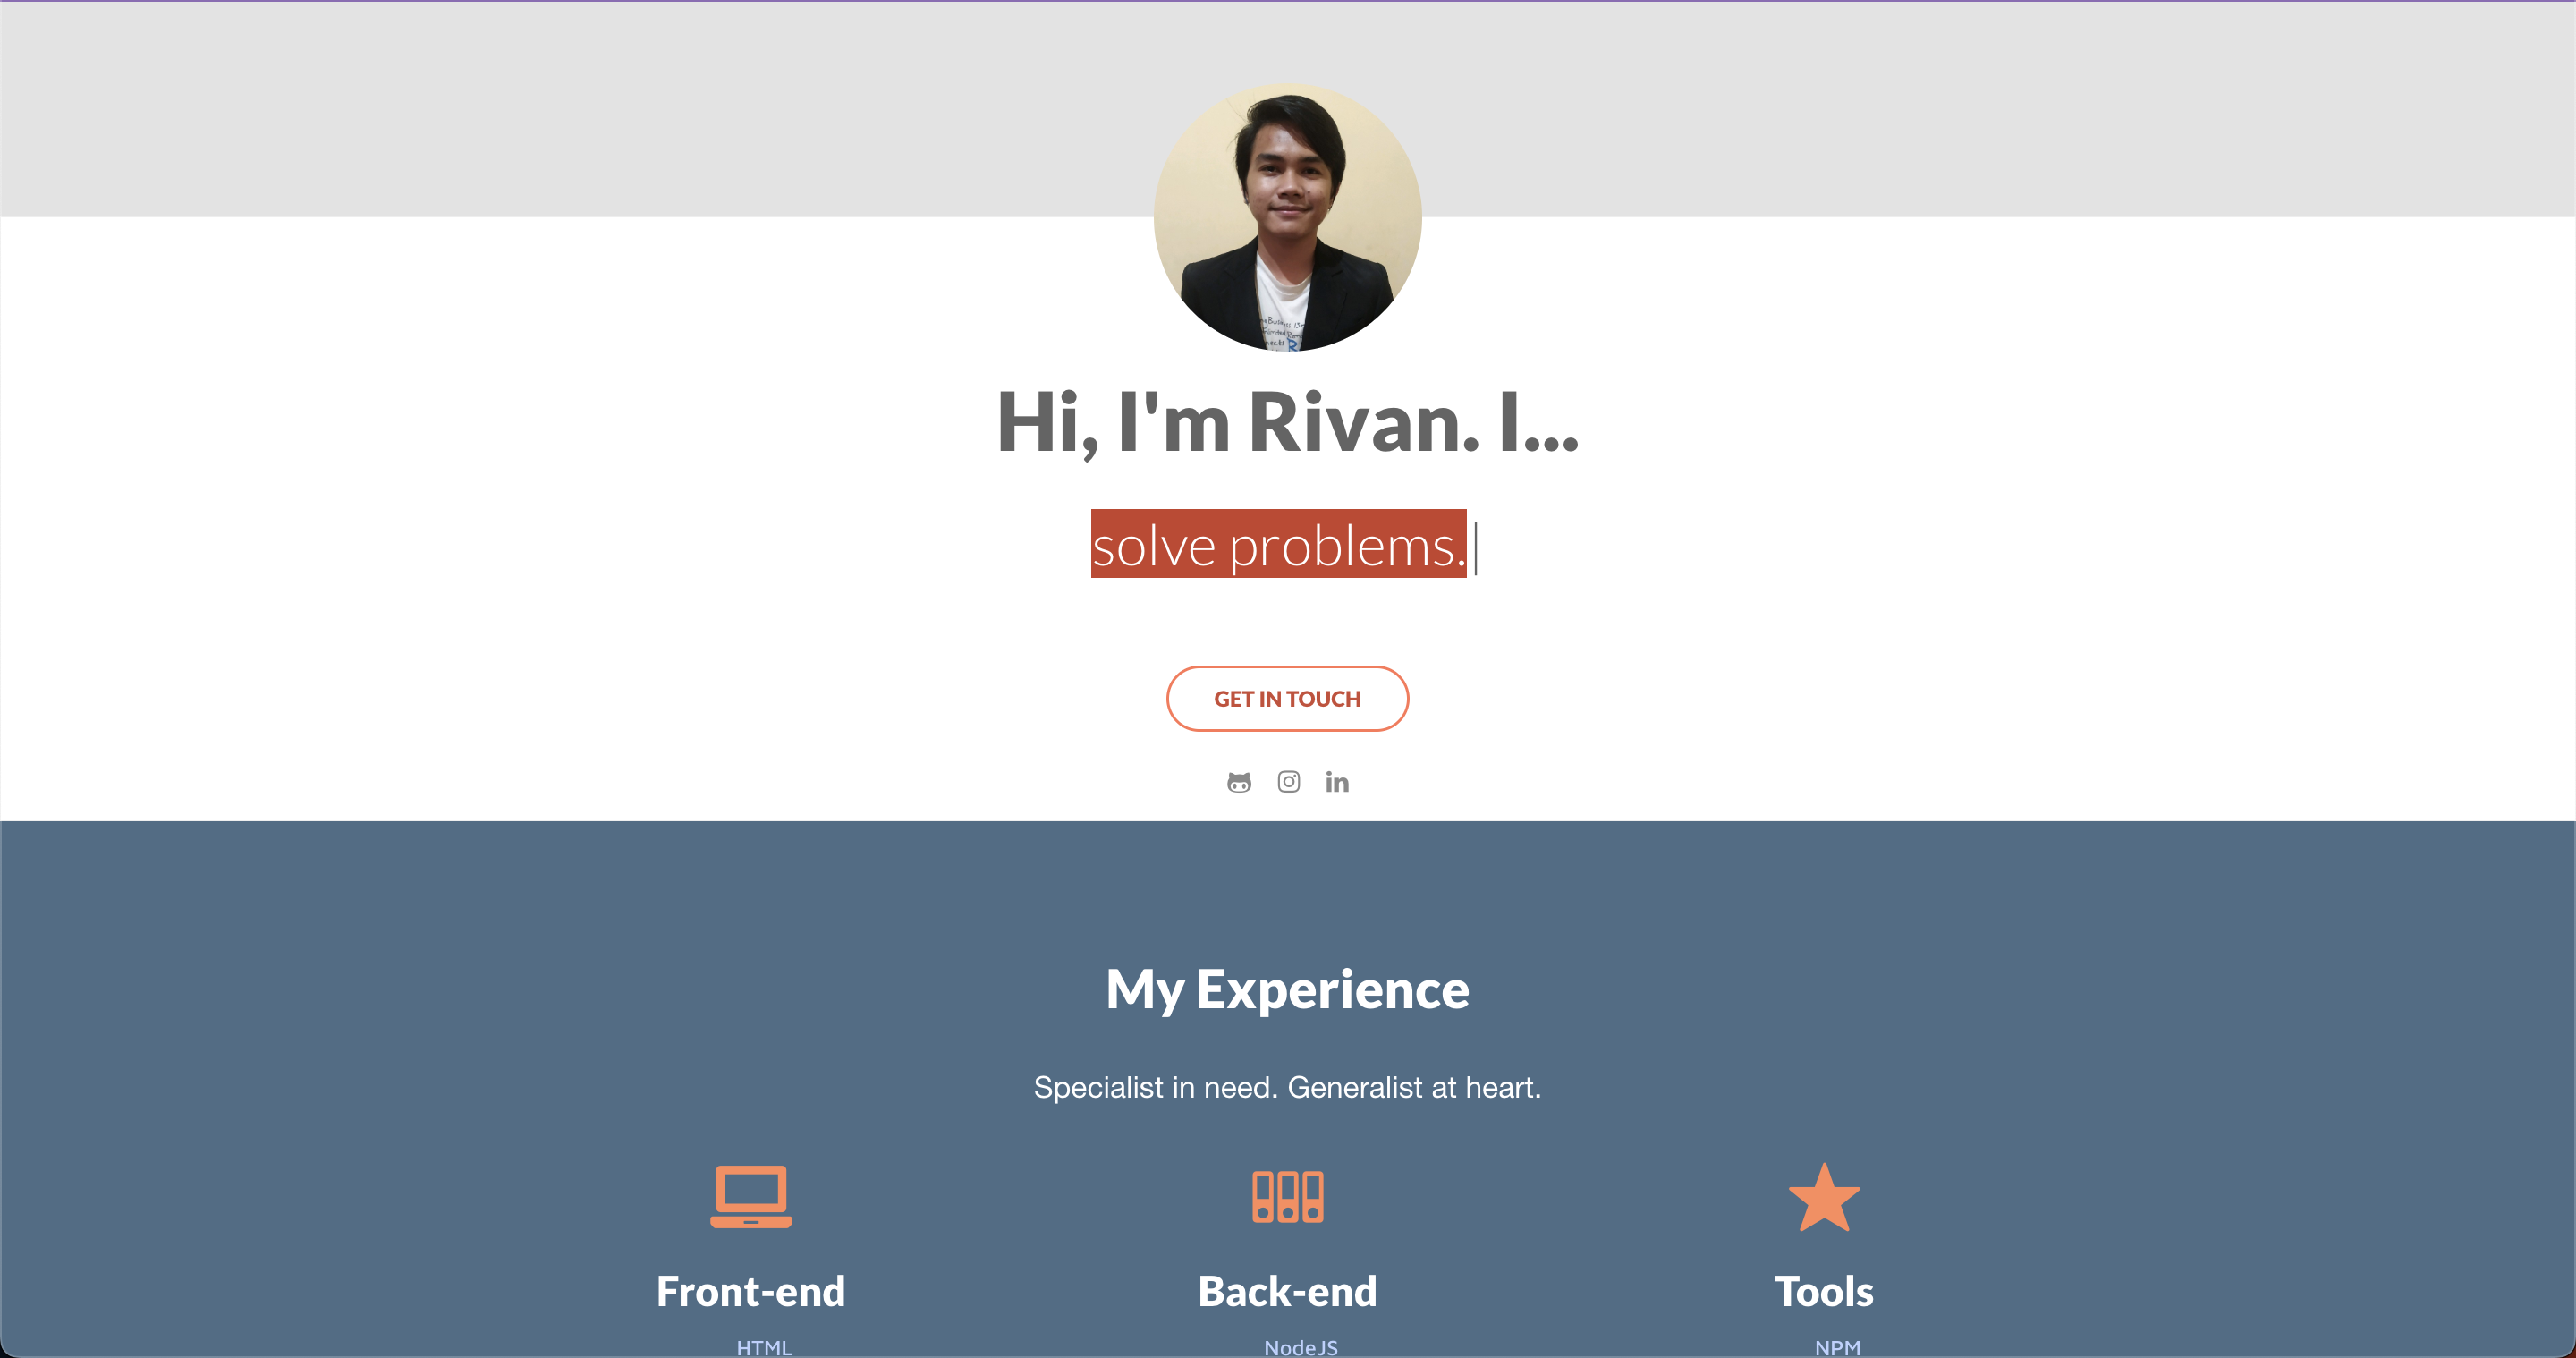 Hi, I'm Rivan. I...
solve problems.
GET IN TOUCH
My Experience
Specialist in need. Generalist at heart.
Front-end
Back-end
Tools
HTML
NodeJS
NPM